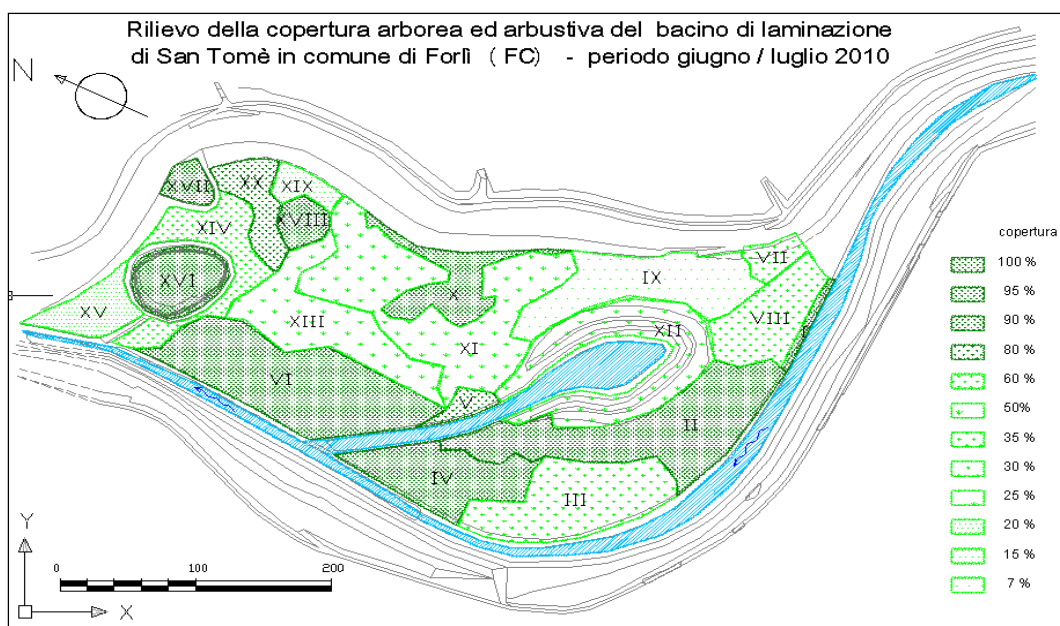 Rilievo della copertura arborea ed arbustiva del bacino di laminazione
di San Tomè in comune di Forlì ( FC) - periodo giugno / luglio 2010
N
XVII
XX
XIX
XVIII
XIV
XVI
XV
XIII
X
XI
IX
VII
VIII
XII
VI
V
II
IV
III
copertura
100 %
95 %
90 %
80 %
60 %
50%
35 %
30 %
25 %
20 %
15 %
7 %
Y
X
0
100
200